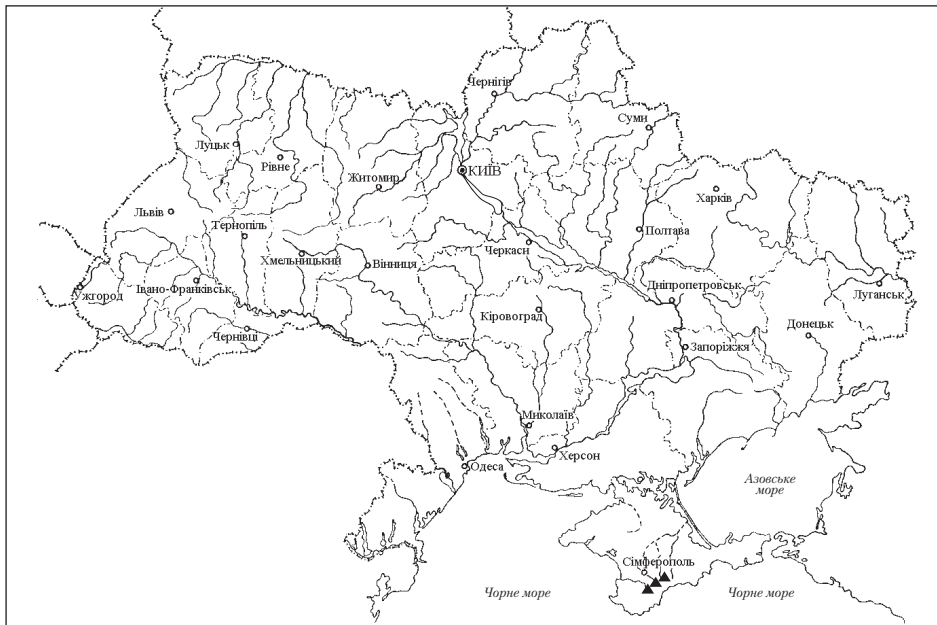 Чернігів
Суми
Луцьк
Рівне
КИЇВ
Житомир
Харків
Львів
Тернопіль
Полтава
Черкаси
Хмельницький
Вінниця
Ужгород
Івано-Франківськ
Дніпропетровськ
Луганськ
Кіровоград
Донецьк
Чернівці
Запоріжжя
Миколаїв
Херсон
Одеса
Азовське
море
Сімферополь
Чорне море
Чорне море